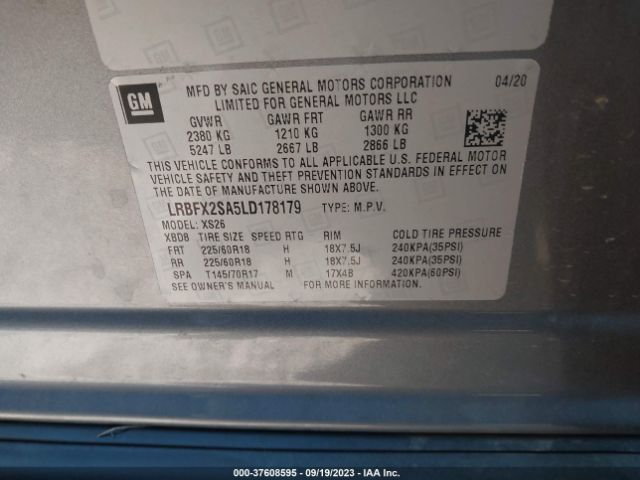 GM
MFD BY SAIC GENERAL MOTORS CORPORATION 04/20
LIMITED FOR GENERAL MOTORS LLC
GVWR GAWR FRT GAWR RR
2380 KG 1210 KG 1300 KG
5247 LB 2667 LB 2866 LB
THIS VEHICLE CONFORMS TO ALL APPLICABLE U.S. FEDERAL MOTOR
VEHICLE SAFETY AND THEFT PREVENTION STANDARDS IN EFFECT ON
THE DATE OF MANUFACTURE SHOWN ABOVE.
LRBFX2SA5LD178179 TYPE: M.P.V.
MODEL: XS26
XBD8 TIRE SIZE SPEED RTG RIM COLD TIRE PRESSURE
FRT 225/60R18 H 18X7.5J 240KPA(35PSI)
RR 225/60R18 H 18X7.5J 240KPA(35PSI)
SPA T145/70R17 M 17X4B 420KPA(60PSI)
SEE OWNER'S MANUAL FOR MORE INFORMATION.
©COPART - 37608595 - 09/19/2023 - IAA Inc.